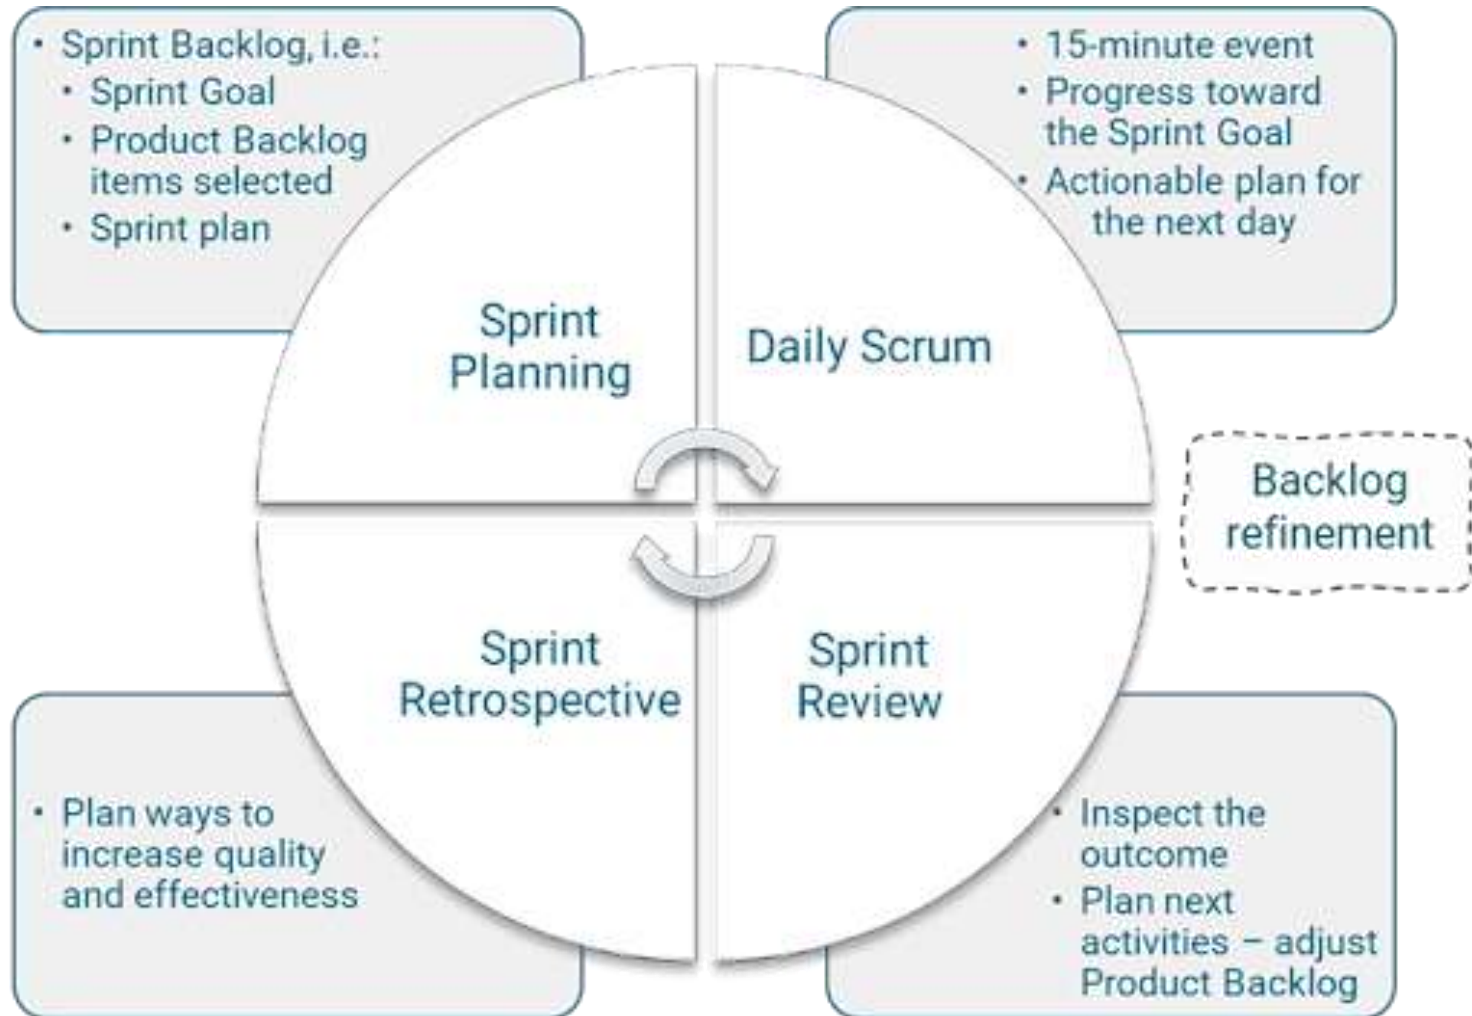 • Sprint Backlog, i.e.:
• Sprint Goal
• Product Backlog
items selected
• Sprint plan
• 15-minute event
• Progress toward
the Sprint Goal
• Actionable plan for
the next day
Sprint
Planning
Daily Scrum
Backlog
refinement
Sprint
Retrospective
Sprint
Review
• Plan ways to
increase quality
and effectiveness
• Inspect the
outcome
• Plan next
activities – adjust
Product Backlog